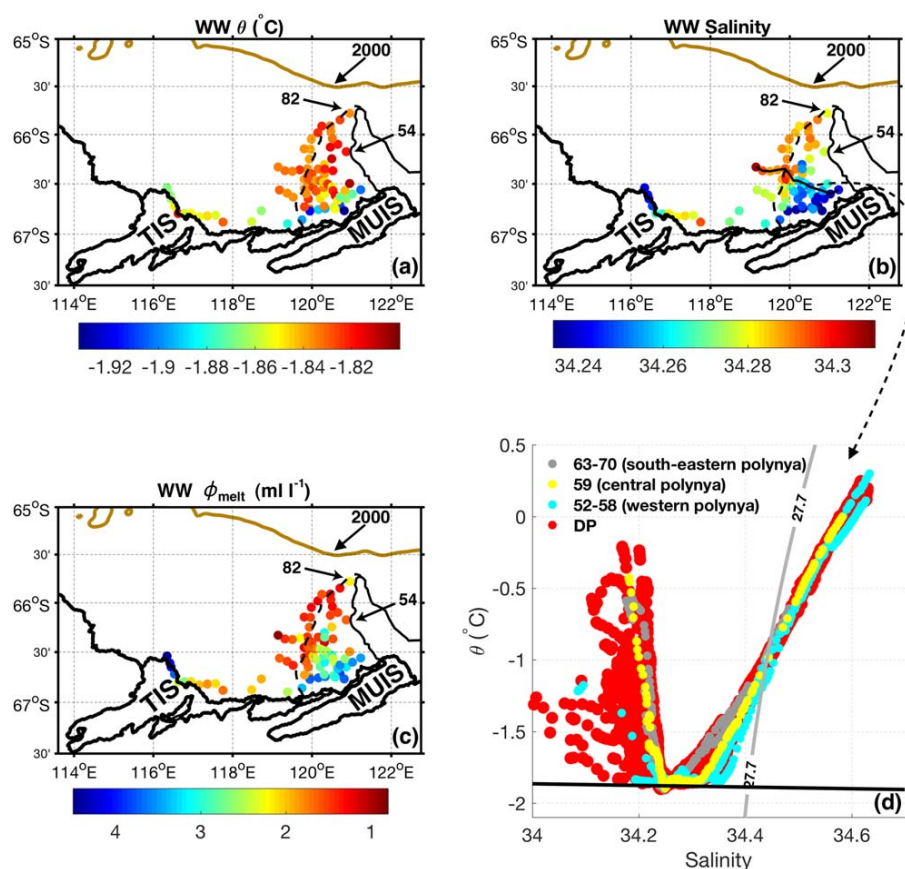 WW θ (°C)
65°S
2000
30'
82
66°S
54
30'
67°S
TIS
MUIS
(a)
30'
114°E 116°E 118°E 120°E 122°E
-1.92 -1.9 -1.88 -1.86 -1.84 -1.82
WW Salinity
65°S
2000
30'
82
66°S
54
30'
67°S
TIS
MUIS
(b)
30'
114°E 116°E 118°E 120°E 122°E
34.24 34.26 34.28 34.3
WW ϕmelt (ml l⁻¹)
65°S
2000
30'
82
66°S
54
30'
67°S
TIS
MUIS
(c)
30'
114°E 116°E 118°E 120°E 122°E
4 3 2 1
0.5
63-70 (south-eastern polynya)
59 (central polynya)
52-58 (western polynya)
DP
27.7
0
-0.5
θ (°C)
-1
-1.5
27.7
-2
(d)
34 34.2 34.4 34.6
Salinity